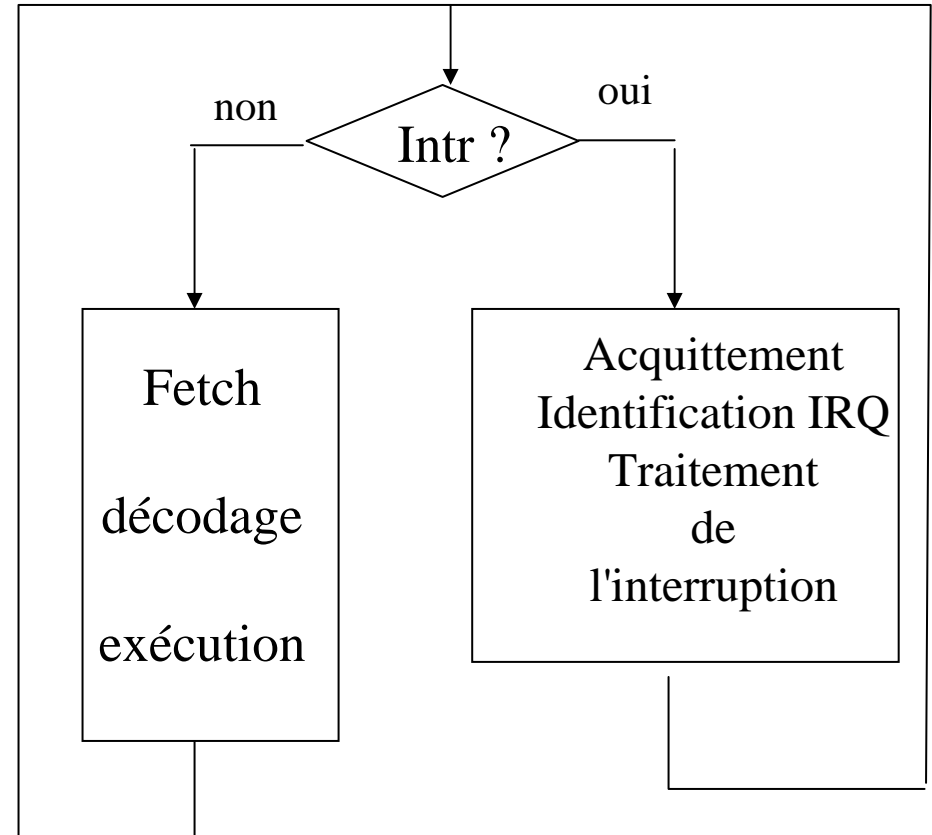 non
oui
Intr ?
Fetch
décodage
exécution
Acquittement
Identification IRQ
Traitement
de
l'interruption